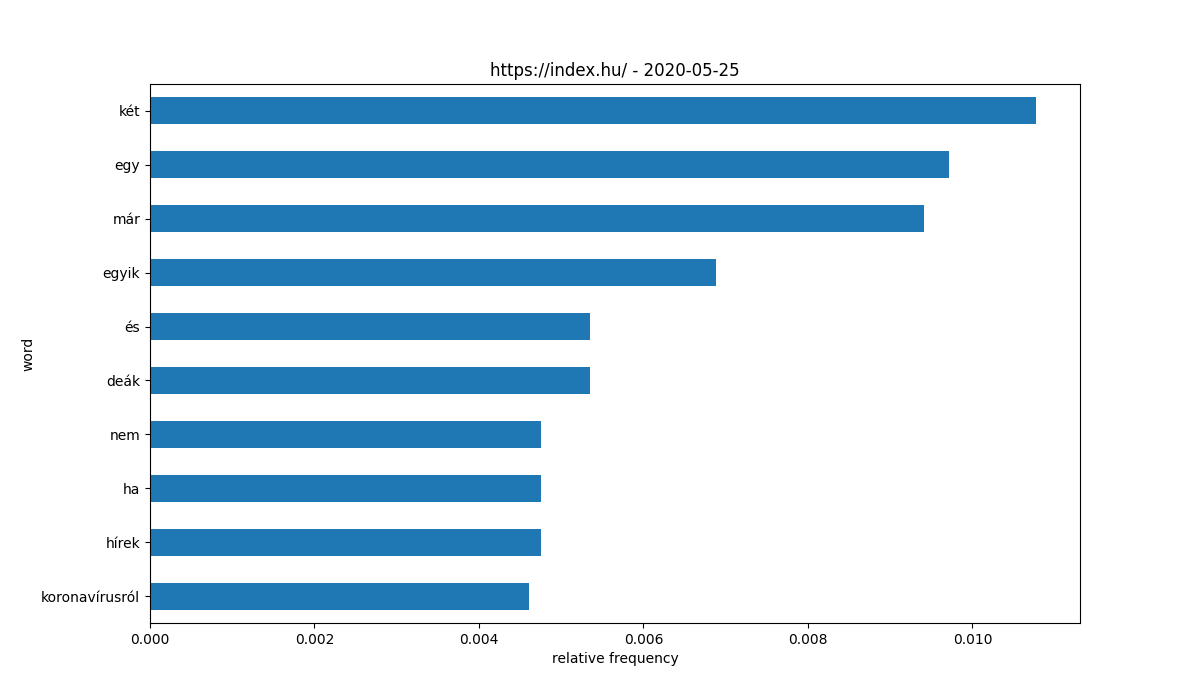 https://index.hu/ - 2020-05-25
két
egy
már
egyik
és
deák
nem
ha
hírek
koronavírusról
word
0.000 0.002 0.004 0.006 0.008 0.010
relative frequency